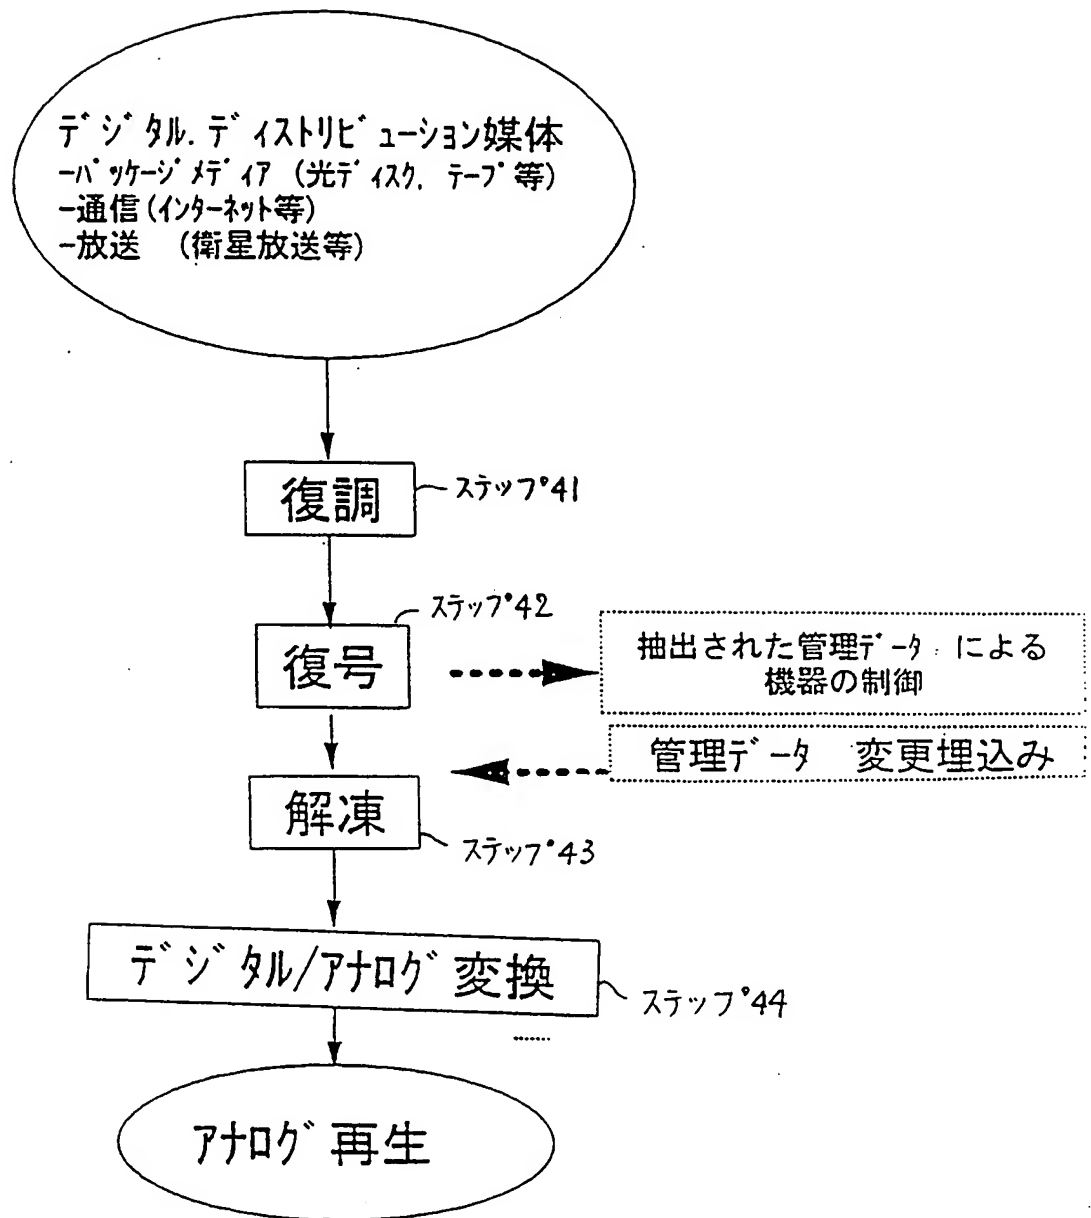 デジタル.ディストリビューション媒体
-パッケージメディア (光ディスク, テープ等)
-通信(インターネット等)
-放送 (衛星放送等)
復調
ステップ41
ステップ42
復号
抽出された管理データ による
機器の制御
管理データ 変更埋込み
解凍
ステップ43
デジタル/アナログ変換
ステップ44
アナログ再生